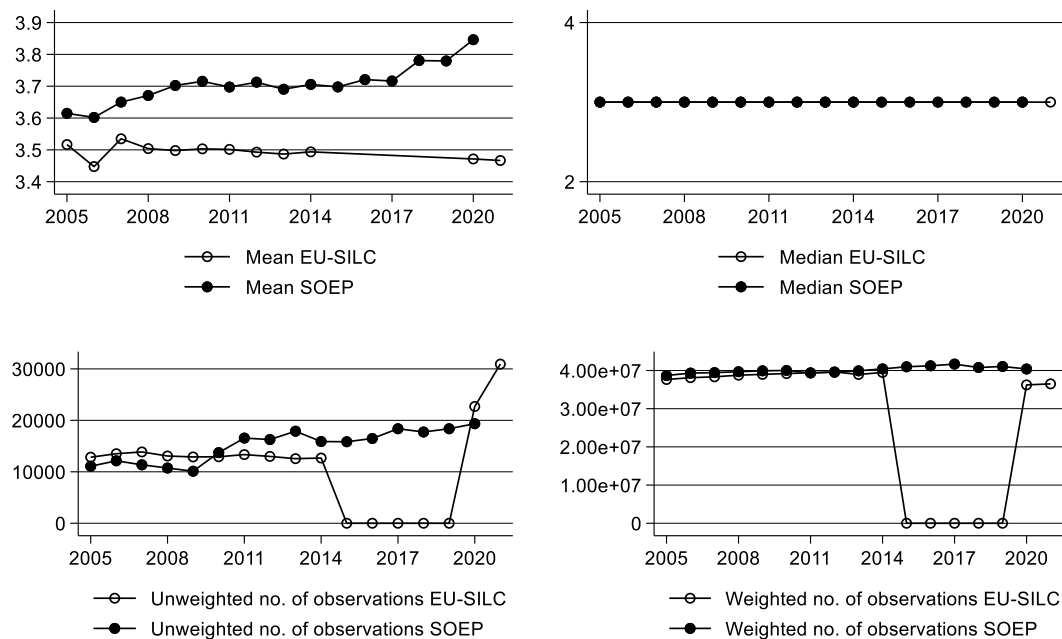 3.9
3.8
3.7
3.6
3.5
3.4
2005 2008 2011 2014 2017 2020
Mean EU-SILC
Mean SOEP
4
2
2005 2008 2011 2014 2017 2020
Median EU-SILC
Median SOEP
30000
20000
10000
0
2005 2008 2011 2014 2017 2020
Unweighted no. of observations EU-SILC
Unweighted no. of observations SOEP
4.00e+07
3.00e+07
2.00e+07
1.00e+07
0
2005 2008 2011 2014 2017 2020
Weighted no. of observations EU-SILC
Weighted no. of observations SOEP